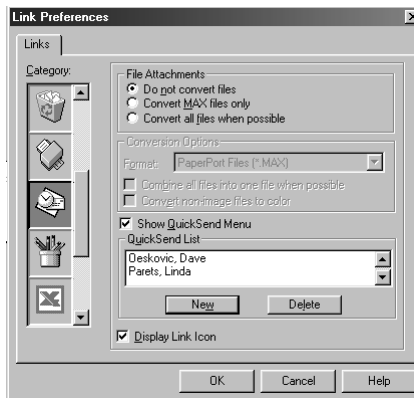 Link Preferences
Links
Category:
File Attachments
Do not convert files
Convert MAX files only
Convert all files when possible
Conversion Options
Format: PaperPort Files (*.MAX)
Combine all files into one file when possible
Convert non-image files to color
Show QuickSend Menu
QuickSend List
Oeskovic, Dave
Parets, Linda
New Delete
Display Link Icon
OK Cancel Help